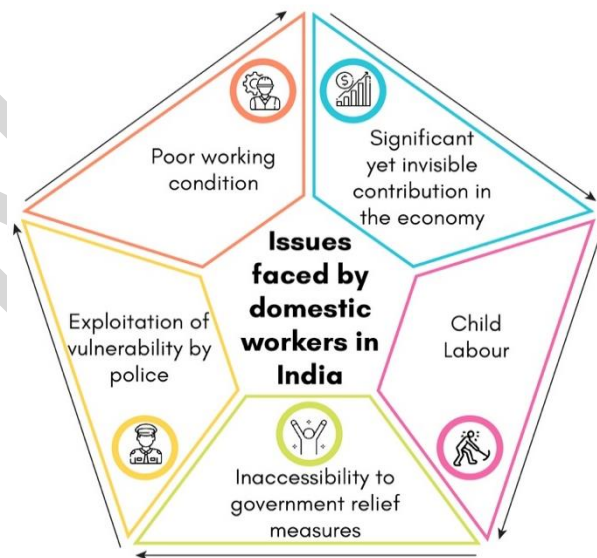 Poor working
condition
Significant
yet invisible
contribution in
the economy
Issues
faced by
domestic
workers in
India
Exploitation of
vulnerability by
police
Child
Labour
Inaccessibility to
government relief
measures